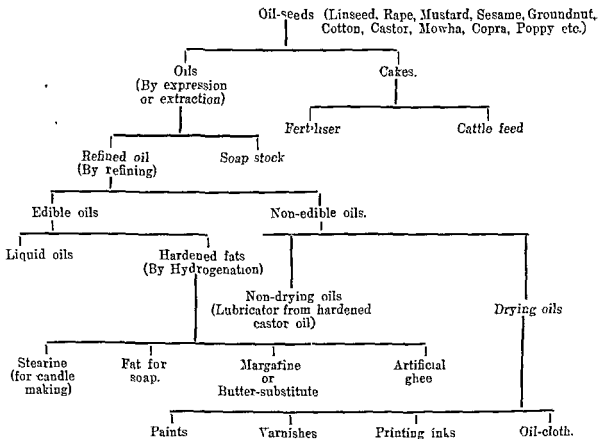 Oil-seeds (Linseed, Rape, Mustard, Sesame, Groundnut,
Cotton, Castor, Mowha, Copra, Poppy etc.)
Oils
(By expression
or extraction)
Cakes.
Fertiliser
Cattle feed
Refined oil
(By refining)
Soap stock
Edible oils
Non-edible oils.
Liquid oils
Hardened fats
(By Hydrogenation)
Non-drying oils
(Lubricator from hardened
castor oil)
Drying oils
Stearine
(for candle
making)
Fat for
soap.
Margarine
or
Butter-substitute
Artificial
ghee
Paints
Varnishes
Printing inks
Oil-cloth.